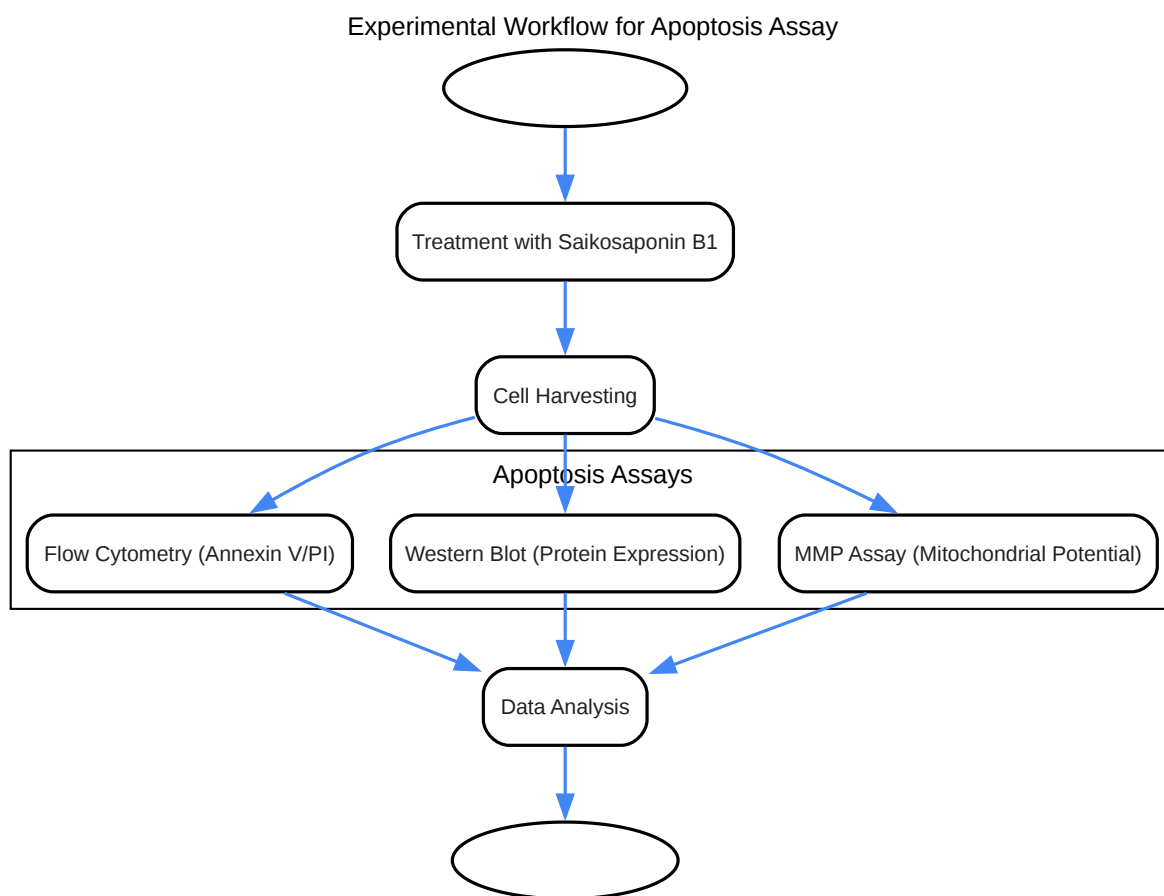 Experimental Workflow for Apoptosis Assay
Treatment with Saikosaponin B1
Cell Harvesting
Apoptosis Assays
Flow Cytometry (Annexin V/PI)
Western Blot (Protein Expression)
MMP Assay (Mitochondrial Potential)
Data Analysis